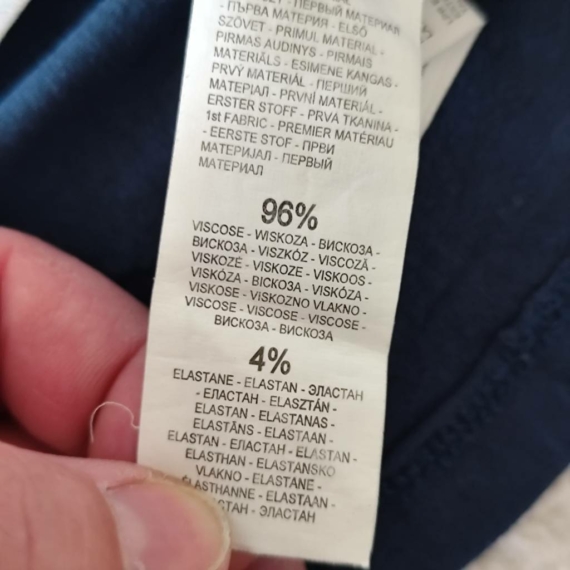 ПЕРВЫЙ МАТЕРИАЛ
- ПЪРВА МАТЕРИЯ - ELSŐ
SZÖVET - PRIMUL MATERIAL -
PIRMAS AUDINYS - PIRMAIS
MATERIĀLS - ESIMENE KANGAS -
PRVÝ MATERIÁL - ПЕРШИЙ
МАТЕРІАЛ - PRVNÍ MATERIÁL -
ERSTER STOFF - PRVA TKANINA -
1st FABRIC - PREMIER MATÉRIAU
- EERSTE STOF - ПРВИ
МАТЕРИЈАЛ - ПЕРВЫЙ
МАТЕРИАЛ
96%
VISCOSE - WISKOZA - ВИСКОЗА -
ВИСКОЗА - VISZKÓZ - VISCOZĂ -
VISKOZĖ - VISKOZE - VISKOOS -
VISKÓZA - ВІСКОЗА - VISKÓZA -
VISKOSE - VISKOZNO VLAKNO -
VISCOSE - VISCOSE - VISCOSE -
ВИСКОЗА - ВИСКОЗА
4%
ELASTANE - ELASTAN - ЭЛАСТАН
- ЕЛАСТАН - ELASZTÁN -
ELASTAN - ELASTANAS -
ELASTĀNS - ELASTAAN -
ELASTAN - ЕЛАСТАН - ELASTAN -
ELASTHAN - ELASTANSKO
VLAKNO - ELASTANE -
ELASTHANNE - ELASTAAN -
- ЭЛАСТАН